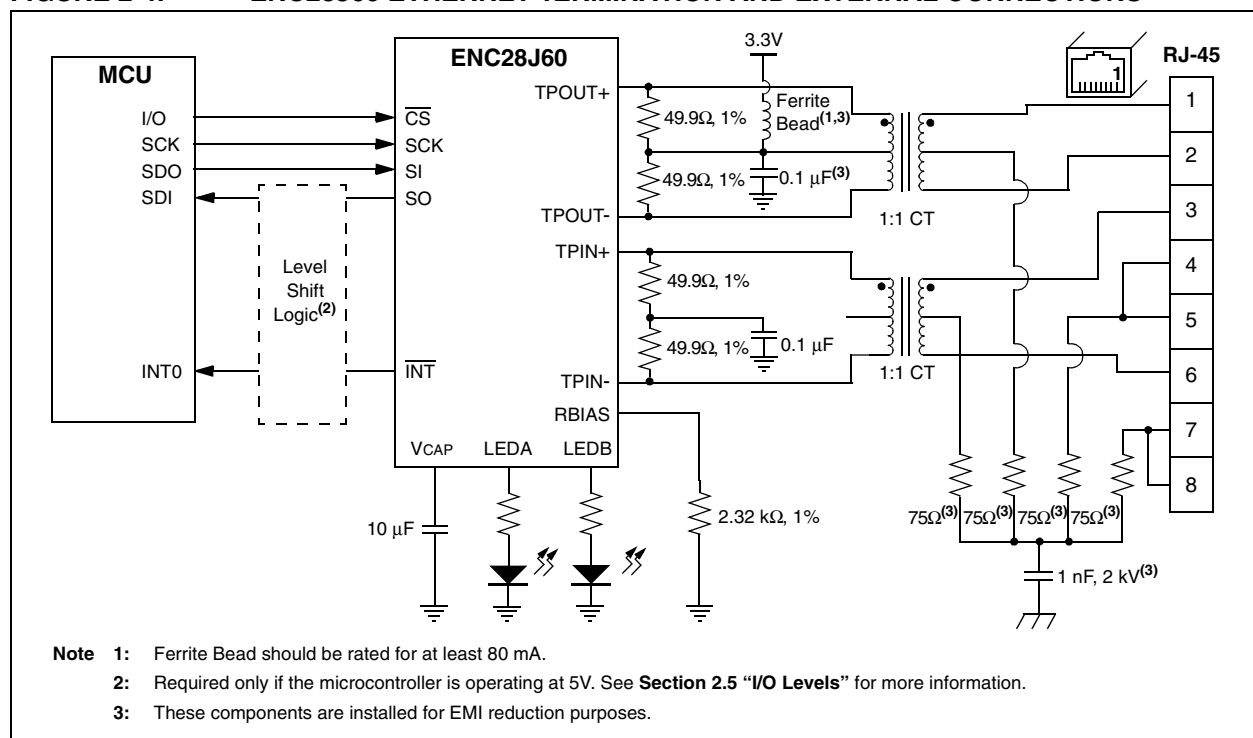 MCU
I/O
SCK
SDO
SDI
INT0
Level
Shift
Logic(2)
ENC28J60
CS
SCK
SI
SO
INT
TPOUT+
TPOUT-
TPIN+
TPIN-
RBIAS
VCAP LEDA LEDB
10 µF
2.32 kΩ, 1%
49.9Ω, 1%
49.9Ω, 1%
49.9Ω, 1%
49.9Ω, 1%
3.3V
Ferrite
Bead(1,3)
0.1 µF(3)
0.1 µF
1:1 CT
1:1 CT
1
RJ-45
1
2
3
4
5
6
7
8
75Ω(3) 75Ω(3) 75Ω(3) 75Ω(3)
1 nF, 2 kV(3)
Note 1: Ferrite Bead should be rated for at least 80 mA.
2: Required only if the microcontroller is operating at 5V. See Section 2.5 “I/O Levels” for more information.
3: These components are installed for EMI reduction purposes.